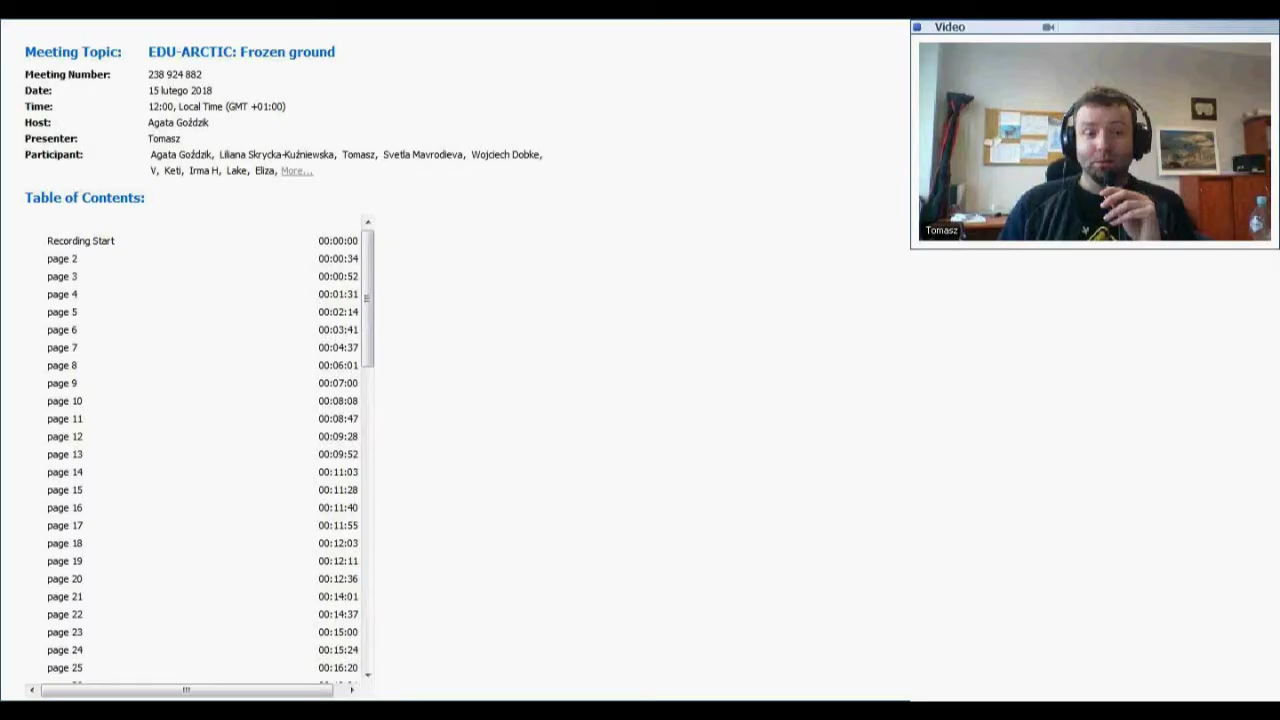 Meeting Topic: EDU-ARCTIC: Frozen ground
Meeting Number: 238 924 882
Date: 15 lutego 2018
Time: 12:00, Local Time (GMT +01:00)
Host: Agata Goździk
Presenter: Tomasz
Participant: Agata Goździk, Liliana Skrycka-Kuźniewska, Tomasz, Svetla Mavrodieva, Wojciech Dobke,
V, Keti, Irma H, Lake, Eliza, More...
Table of Contents:
Recording Start 00:00:00
page 2 00:00:34
page 3 00:00:52
page 4 00:01:31
page 5 00:02:14
page 6 00:03:41
page 7 00:04:37
page 8 00:06:01
page 9 00:07:00
page 10 00:08:08
page 11 00:08:47
page 12 00:09:28
page 13 00:09:52
page 14 00:11:03
page 15 00:11:28
page 16 00:11:40
page 17 00:11:55
page 18 00:12:03
page 19 00:12:11
page 20 00:12:36
page 21 00:14:01
page 22 00:14:37
page 23 00:15:00
page 24 00:15:24
page 25 00:16:20
Video
Tomasz